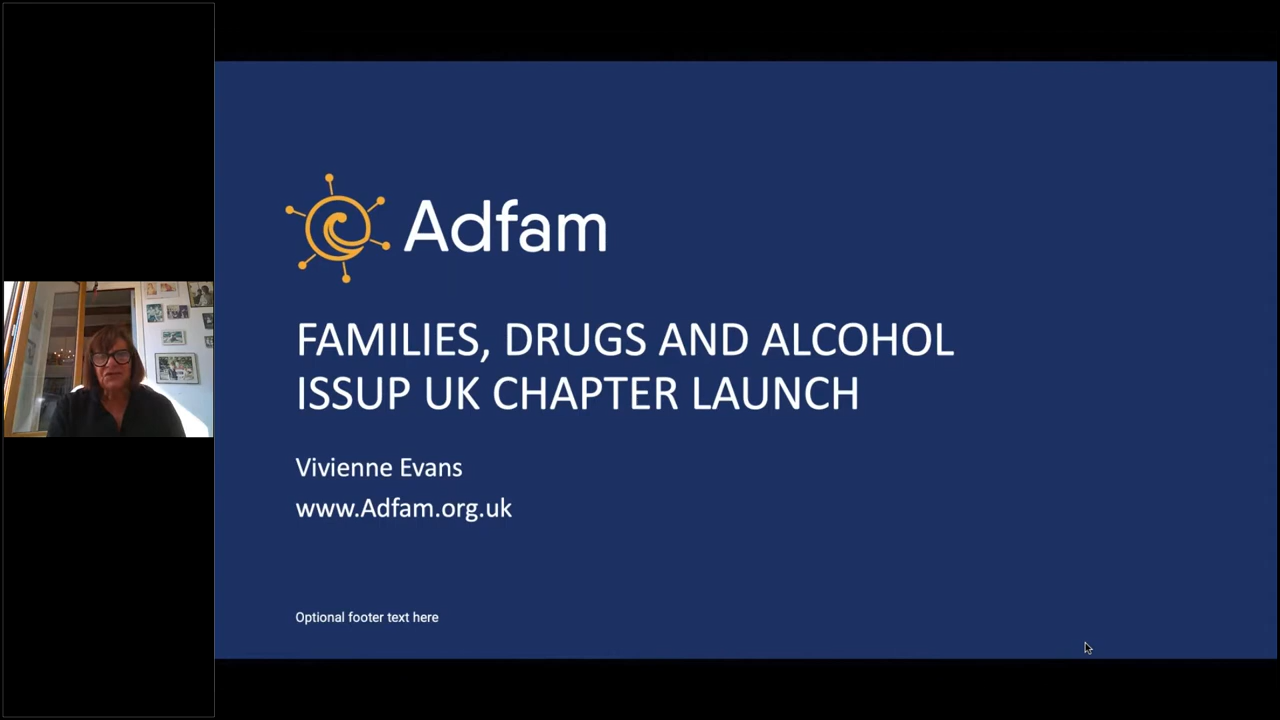 Adfam
FAMILIES, DRUGS AND ALCOHOL
ISSUP UK CHAPTER LAUNCH
Vivienne Evans
www.Adfam.org.uk
Optional footer text here